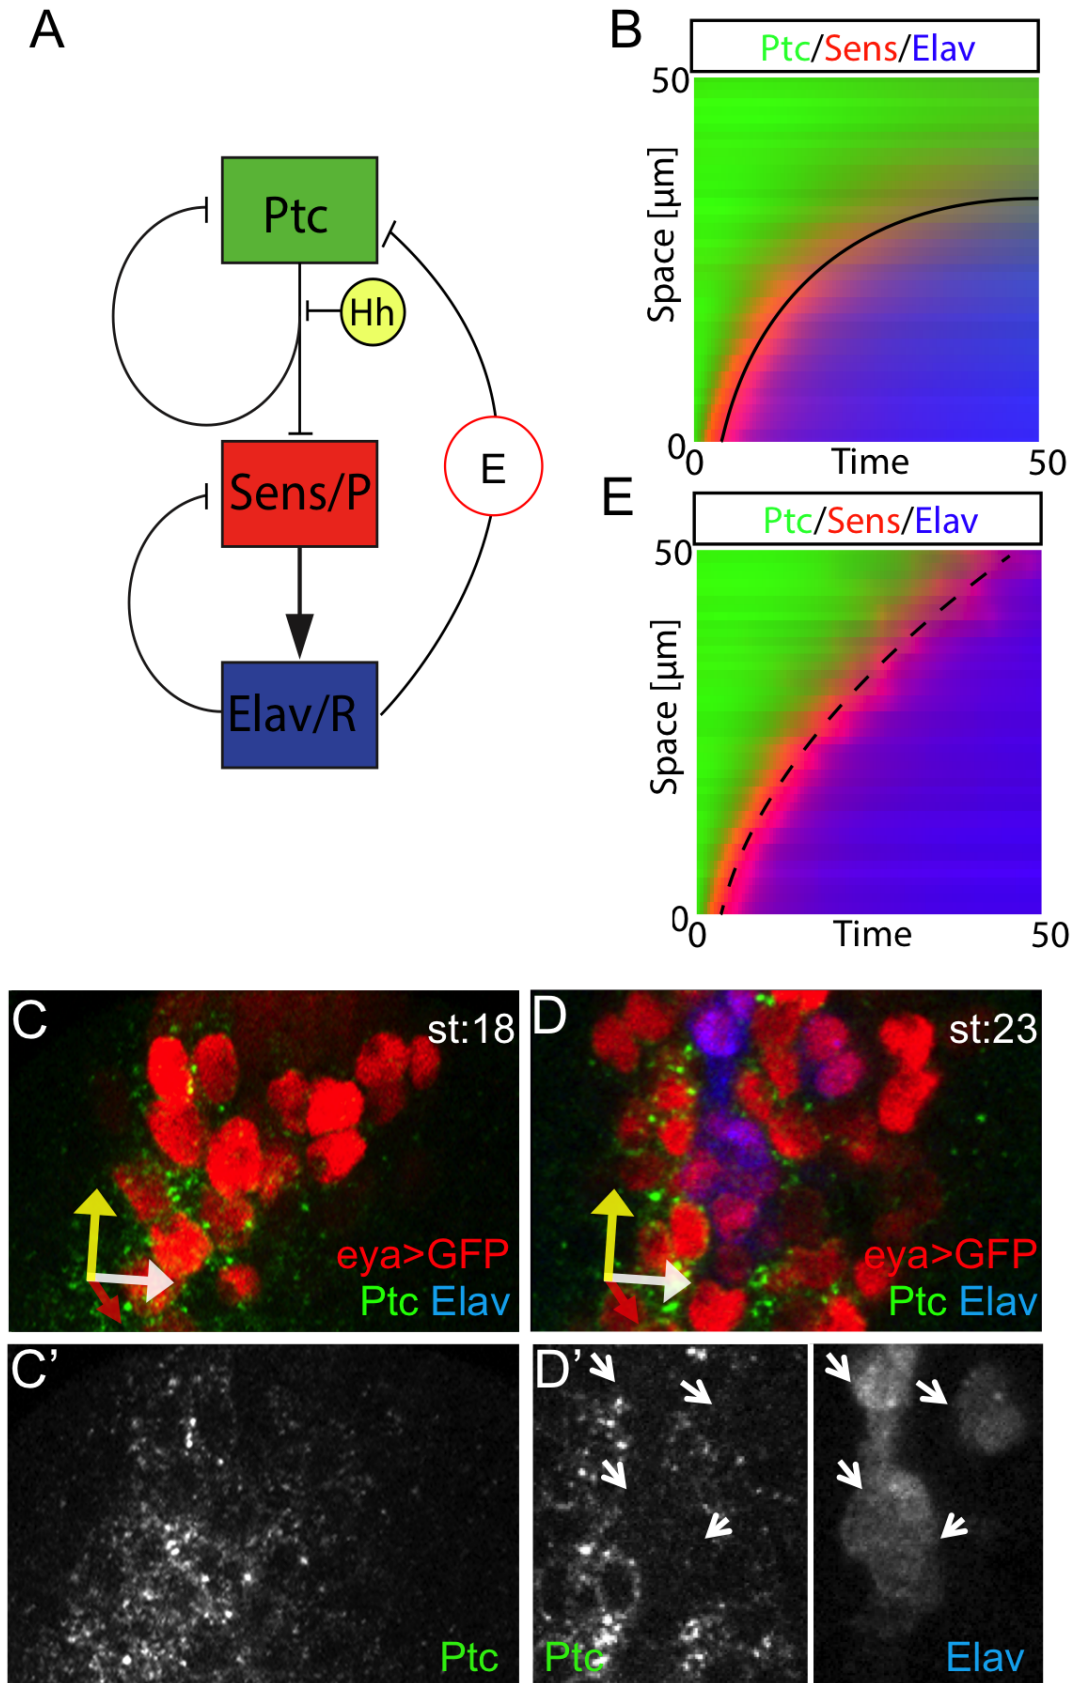 A
Ptc
Hh
Sens/P
E
Elav/R
B
Ptc/Sens/Elav
50
Space [µm]
0
0
Time
50
E
Ptc/Sens/Elav
50
Space [µm]
0
0
Time
50
C
st:18
eya>GFP
Ptc Elav
D
st:23
eya>GFP
Ptc Elav
C'
Ptc
D'
Ptc
Elav